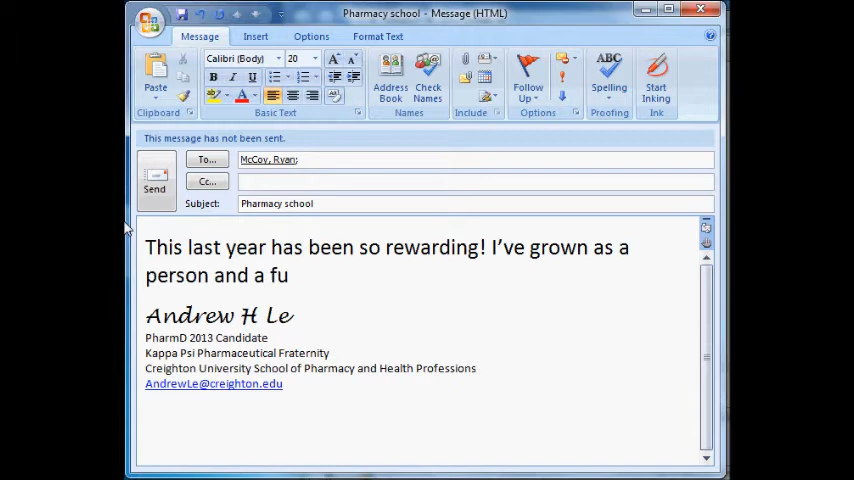 Pharmacy school - Message (HTML)
Message Insert Options Format Text
Calibri (Body) 20
Paste
Address Book
Check Names
Follow Up
ABC
Spelling
Start Inking
Clipboard Basic Text Names Include Options Proofing Ink
This message has not been sent.
To... McCoy, Ryan;
Cc...
Send
Subject: Pharmacy school
This last year has been so rewarding! I've grown as a
person and a fu
Andrew H Le
PharmD 2013 Candidate
Kappa Psi Pharmaceutical Fraternity
Creighton University School of Pharmacy and Health Professions
AndrewLe@creighton.edu